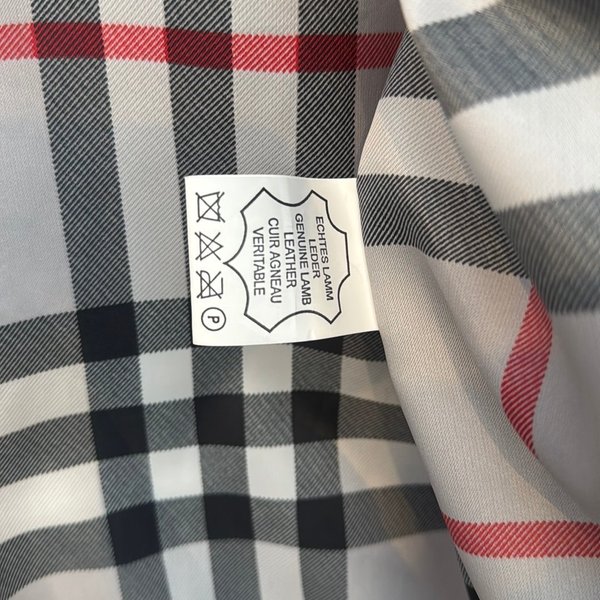 ECHTES LAMM
LEDER
GENUINE LAMB
LEATHER
CUIR AGNEAU
VERITABLE
P